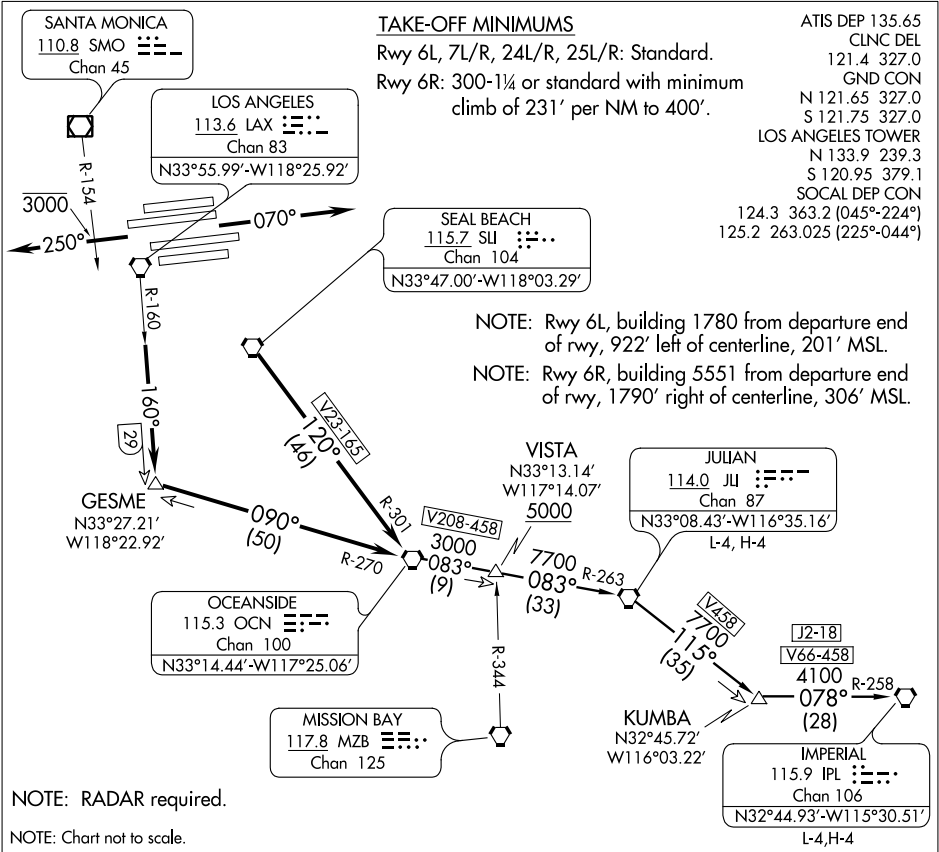 SANTA MONICA
110.8 SMO
Chan 45
TAKE-OFF MINIMUMS
Rwy 6L, 7L/R, 24L/R, 25L/R: Standard.
Rwy 6R: 300-1¼ or standard with minimum
climb of 231' per NM to 400'.
ATIS DEP 135.65
CLNC DEL
121.4 327.0
GND CON
N 121.65 327.0
S 121.75 327.0
LOS ANGELES TOWER
N 133.9 239.3
S 120.95 379.1
SOCAL DEP CON
124.3 363.2 (045°-224°)
125.2 263.025 (225°-044°)
LOS ANGELES
113.6 LAX
Chan 83
N33°55.99'-W118°25.92'
R-154
3000
250°
070°
SEAL BEACH
115.7 SLI
Chan 104
N33°47.00'-W118°03.29'
R-160
160°
29
NOTE: Rwy 6L, building 1780 from departure end
of rwy, 922' left of centerline, 201' MSL.
NOTE: Rwy 6R, building 5551 from departure end
of rwy, 1790' right of centerline, 306' MSL.
V23-165
120°
(46)
R-301
GESME
N33°27.21'
W118°22.92'
090°
(50)
R-270
VISTA
N33°13.14'
W117°14.07'
5000
V208-458
3000
083°
(9)
7700
083°
(33)
R-263
JULIAN
114.0 JLI
Chan 87
N33°08.43'-W116°35.16'
L-4, H-4
OCEANSIDE
115.3 OCN
Chan 100
N33°14.44'-W117°25.06'
R-344
V458
7700
115°
(35)
J2-18
V66-458
4100
078°
(28)
R-258
MISSION BAY
117.8 MZB
Chan 125
KUMBA
N32°45.72'
W116°03.22'
IMPERIAL
115.9 IPL
Chan 106
N32°44.93'-W115°30.51'
L-4,H-4
NOTE: RADAR required.
NOTE: Chart not to scale.